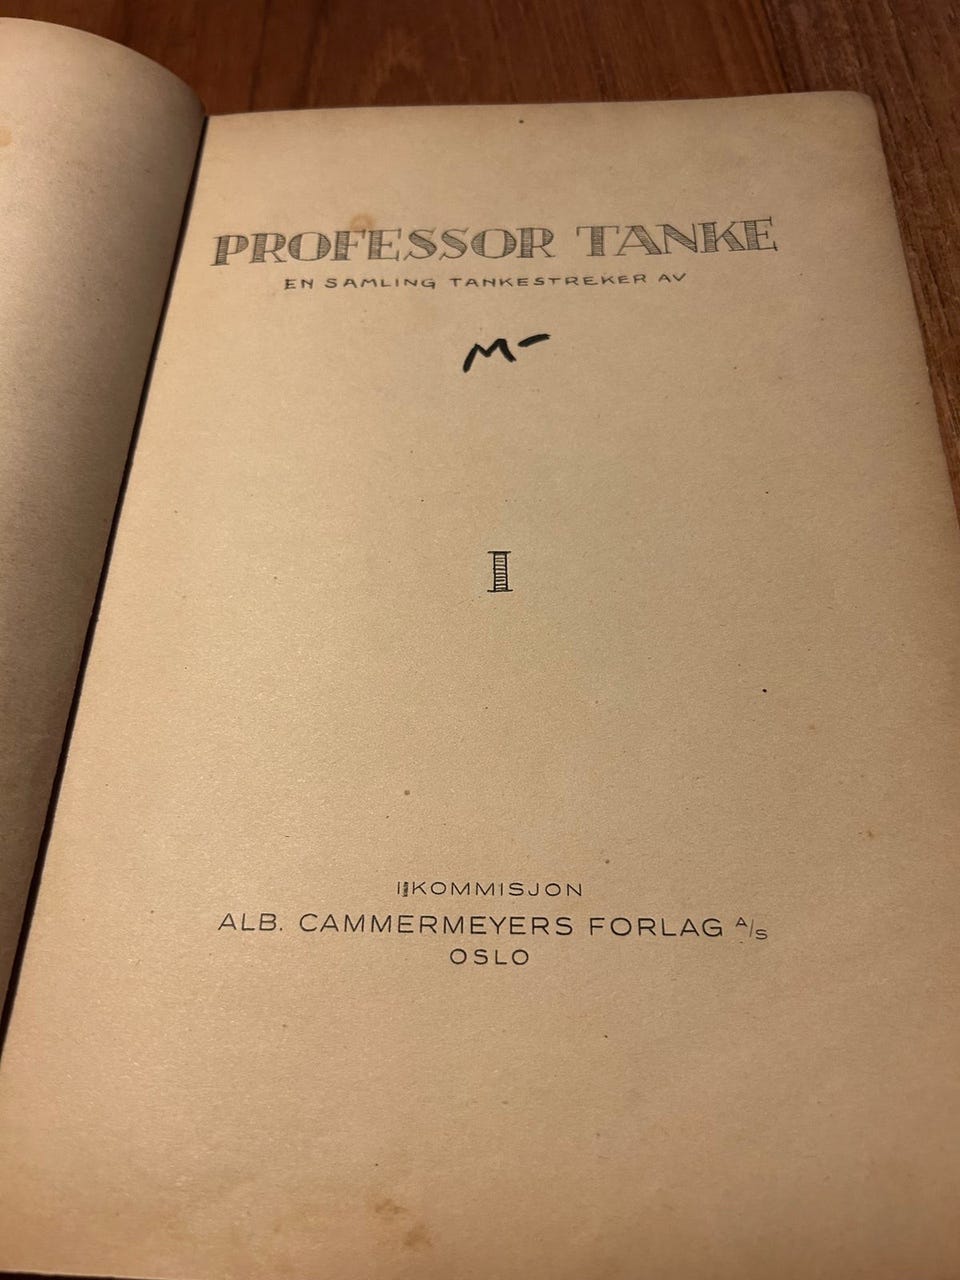 PROFESSOR TANKE
EN SAMLING TANKESTREKER AV
M-
I
I KOMMISJON
ALB. CAMMERMEYERS FORLAG A/S
OSLO